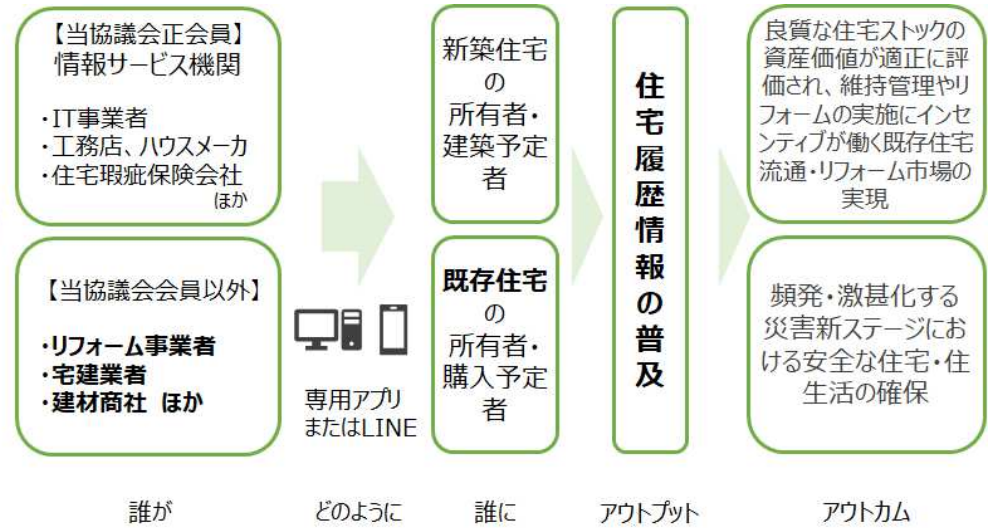 【当協議会正会員】
情報サービス機関
・IT事業者
・工務店、ハウスメーカ
・住宅瑕疵保険会社
ほか
【当協議会会員以外】
・リフォーム事業者
・宅建業者
・建材商社 ほか
専用アプリ
またはLINE
新築住宅
の
所有者・
建築予定
者
既存住宅
の
所有者・
購入予定
者
住宅履歴情報の普及
良質な住宅ストックの
資産価値が適正に評
価され、維持管理やリ
フォームの実施にインセ
ンティブが働く既存住宅
流通・リフォーム市場の
実現
頻発・激甚化する
災害新ステージにお
ける安全な住宅・住
生活の確保
誰が
どのように
誰に
アウトプット
アウトカム